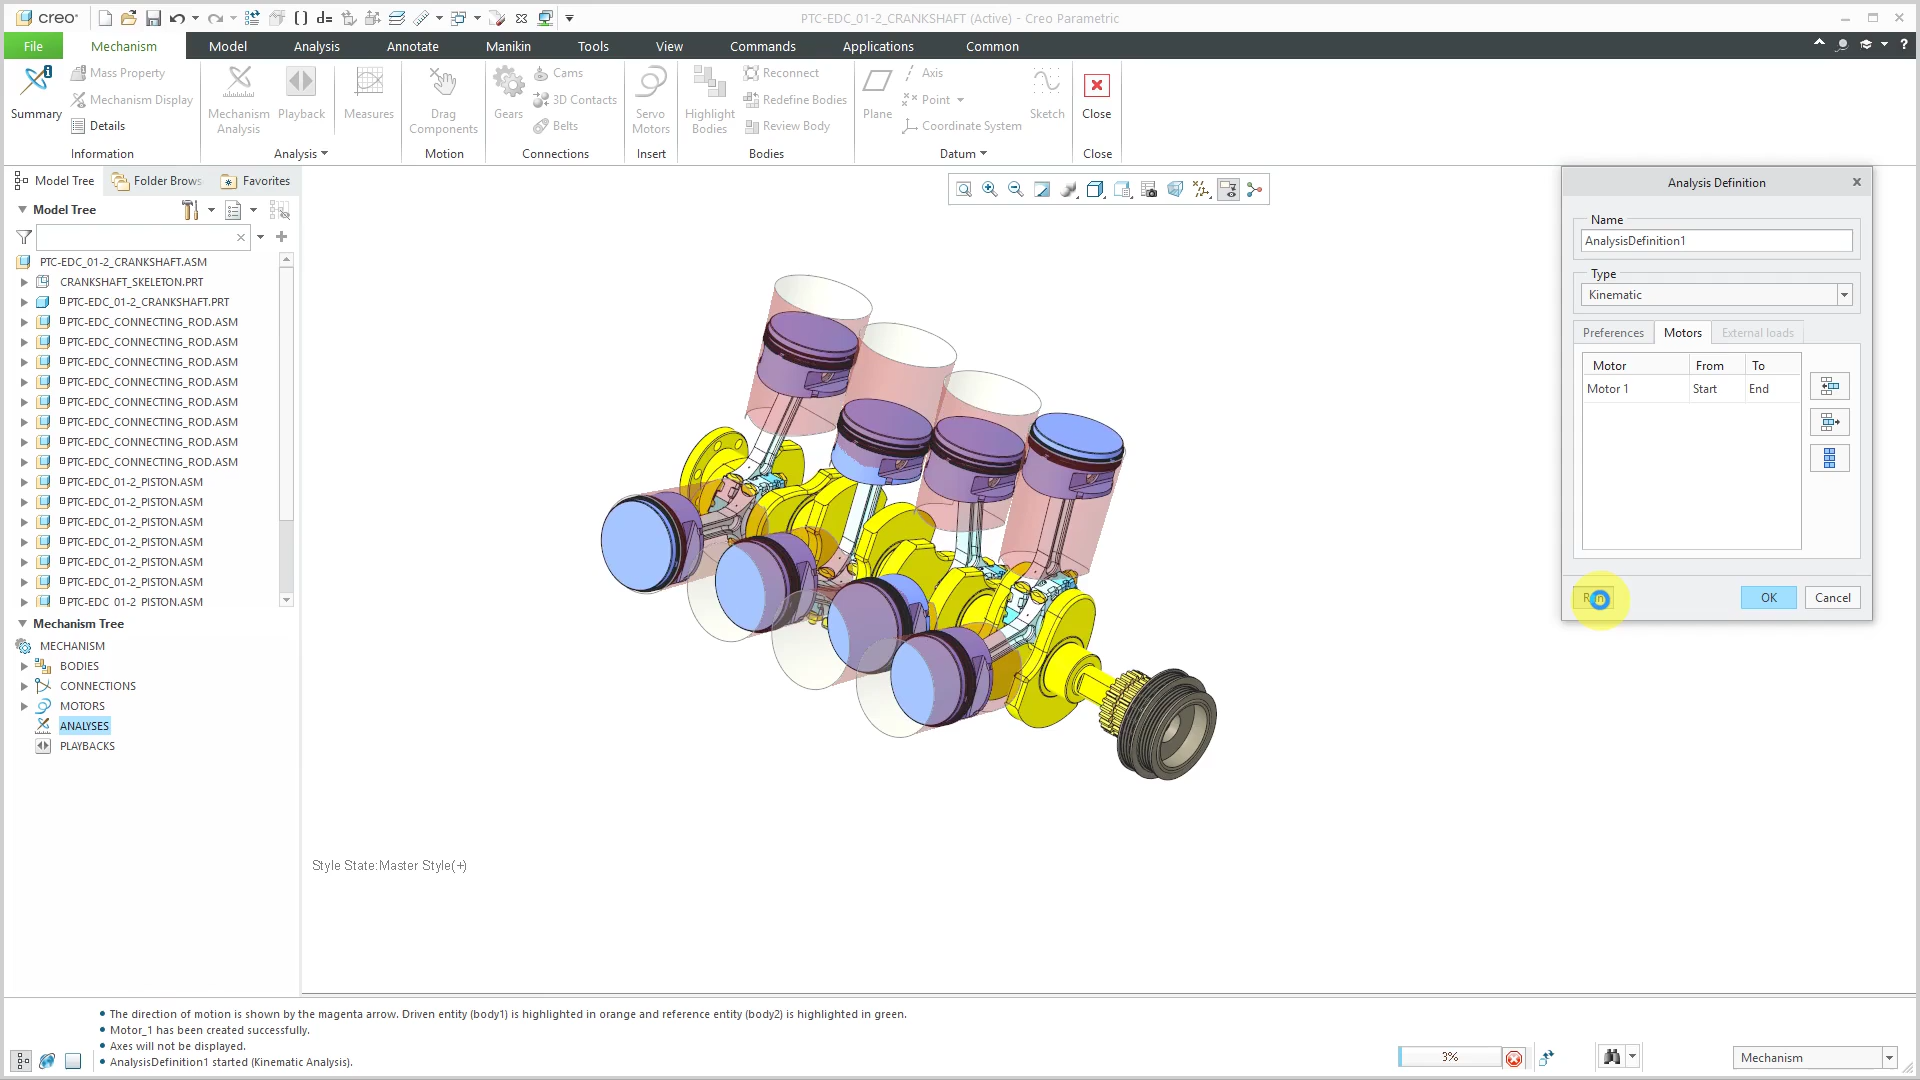 creo
d=
PTC-EDC_01-2_CRANKSHAFT (Active) - Creo Parametric
File Mechanism Model Analysis Annotate Manikin Tools View Commands Applications Common
Summary
Mass Property
Mechanism Display
Details
Information
Mechanism Analysis
Playback
Measures
Analysis
Drag Components
Motion
Gears
Cams
3D Contacts
Belts
Connections
Servo Motors
Insert
Highlight Bodies
Reconnect
Redefine Bodies
Review Body
Bodies
Plane
Axis
Point
Coordinate System
Sketch
Datum
Close
Close
Model Tree Folder Brows Favorites
Model Tree
PTC-EDC_01-2_CRANKSHAFT.ASM
CRANKSHAFT_SKELETON.PRT
PTC-EDC_01-2_CRANKSHAFT.PRT
PTC-EDC_CONNECTING_ROD.ASM
PTC-EDC_CONNECTING_ROD.ASM
PTC-EDC_CONNECTING_ROD.ASM
PTC-EDC_CONNECTING_ROD.ASM
PTC-EDC_CONNECTING_ROD.ASM
PTC-EDC_CONNECTING_ROD.ASM
PTC-EDC_CONNECTING_ROD.ASM
PTC-EDC_CONNECTING_ROD.ASM
PTC-EDC_01-2_PISTON.ASM
PTC-EDC_01-2_PISTON.ASM
PTC-EDC_01-2_PISTON.ASM
PTC-EDC_01-2_PISTON.ASM
PTC-EDC_01-2_PISTON.ASM
PTC-EDC_01-2_PISTON.ASM
PTC-EDC_01-2_PISTON.ASM
Mechanism Tree
MECHANISM
BODIES
CONNECTIONS
MOTORS
ANALYSES
PLAYBACKS
Style State:Master Style(+)
Analysis Definition
Name
AnalysisDefinition1
Type
Kinematic
Preferences Motors External loads
Motor From To
Motor 1 Start End
OK Cancel
The direction of motion is shown by the magenta arrow. Driven entity (body1) is highlighted in orange and reference entity (body2) is highlighted in green.
Motor_1 has been created successfully.
Axes will not be displayed.
AnalysisDefinition1 started (Kinematic Analysis).
3%
Mechanism